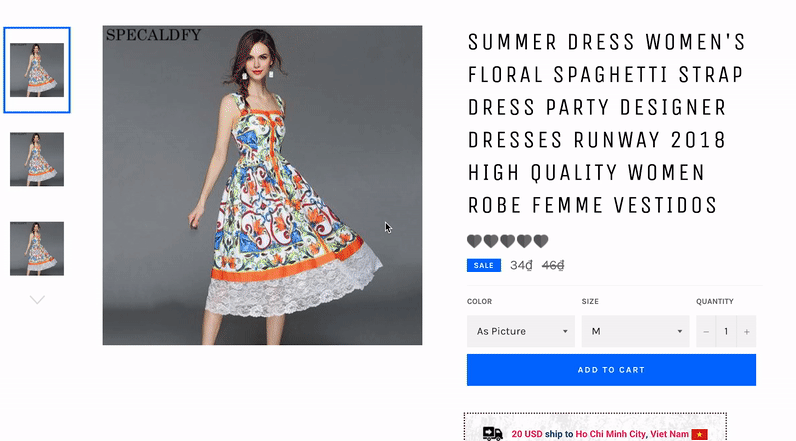 SPECALDFY
SUMMER DRESS WOMEN'S
FLORAL SPAGHETTI STRAP
DRESS PARTY DESIGNER
DRESSES RUNWAY 2018
HIGH QUALITY WOMEN
ROBE FEMME VESTIDOS
SALE 34₫ 46₫
COLOR SIZE QUANTITY
As Picture M − 1 +
ADD TO CART
20 USD ship to Ho Chi Minh City, Viet Nam